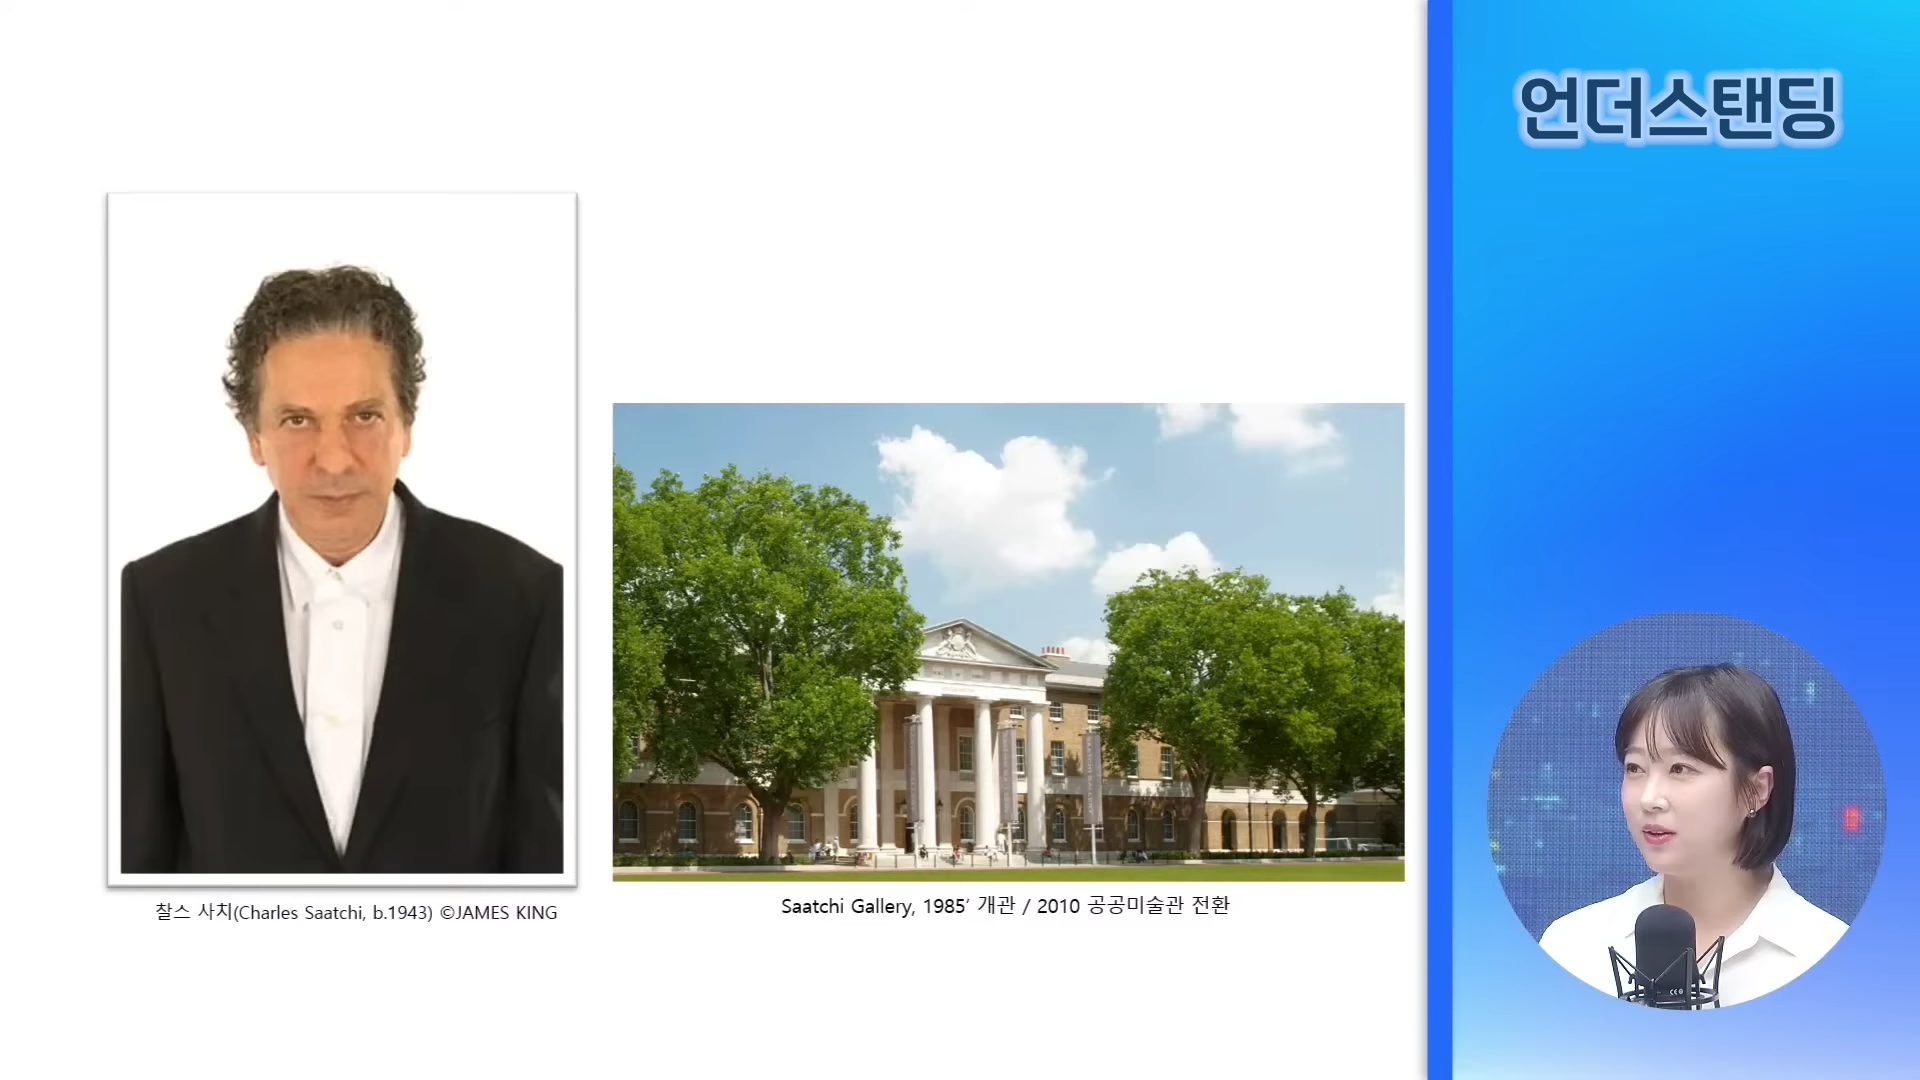 언더스탠딩
찰스 사치(Charles Saatchi, b.1943) ©JAMES KING
Saatchi Gallery, 1985’ 개관 / 2010 공공미술관 전환